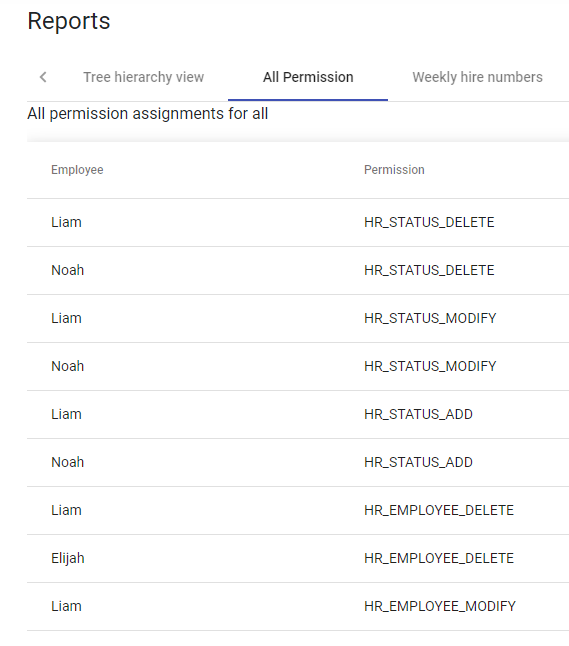 Reports
Tree hierarchy view All Permission Weekly hire numbers
All permission assignments for all
Employee Permission
Liam HR_STATUS_DELETE
Noah HR_STATUS_DELETE
Liam HR_STATUS_MODIFY
Noah HR_STATUS_MODIFY
Liam HR_STATUS_ADD
Noah HR_STATUS_ADD
Liam HR_EMPLOYEE_DELETE
Elijah HR_EMPLOYEE_DELETE
Liam HR_EMPLOYEE_MODIFY